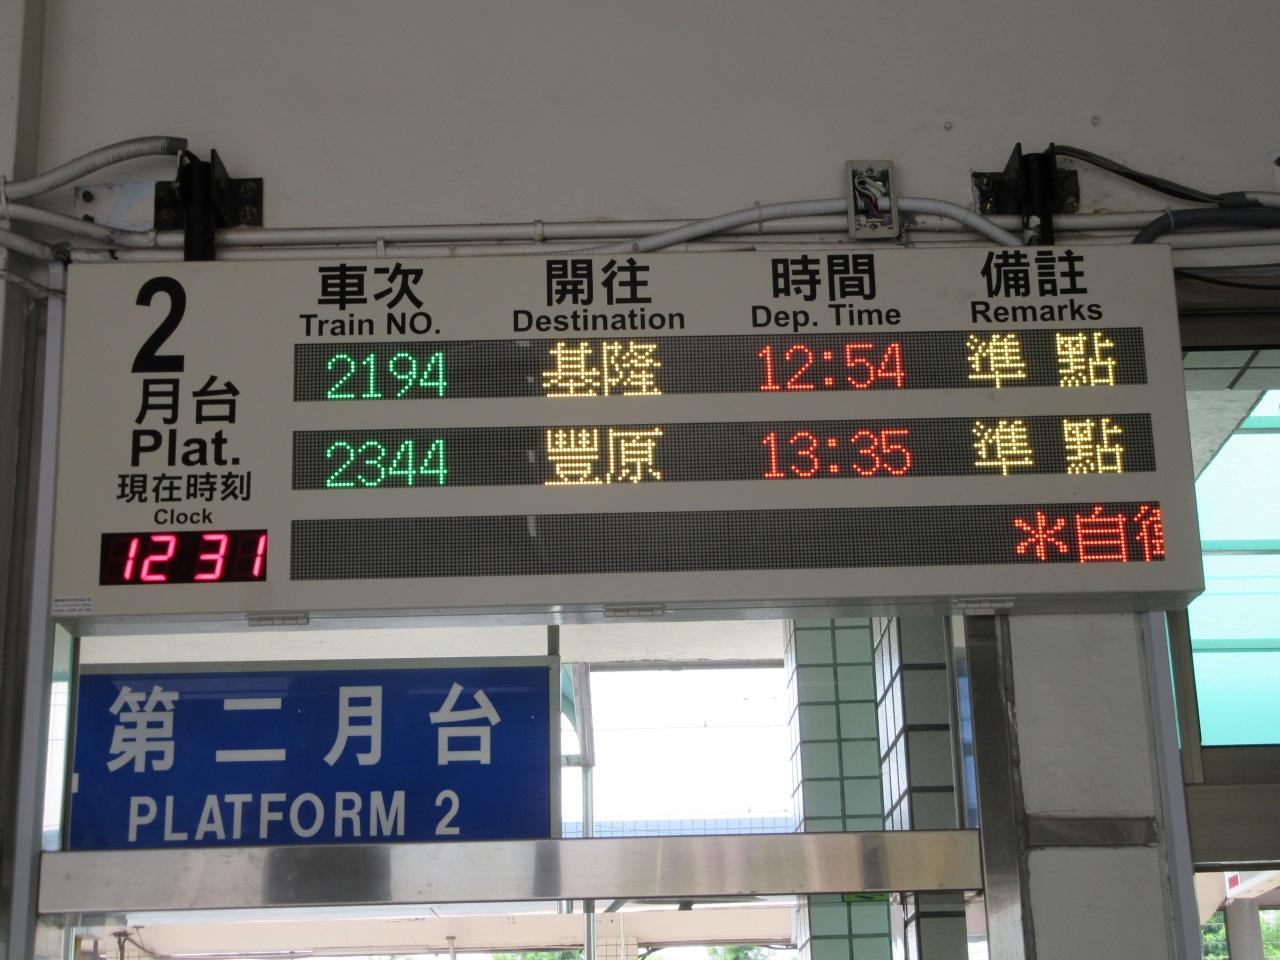 2 車次 開往 時間 備註
Train NO. Destination Dep. Time Remarks
月台 2194 基隆 12:54 準點
Plat. 2344 豐原 13:35 準點
現在時刻
Clock
12 31 ※自衛
第二月台
PLATFORM 2